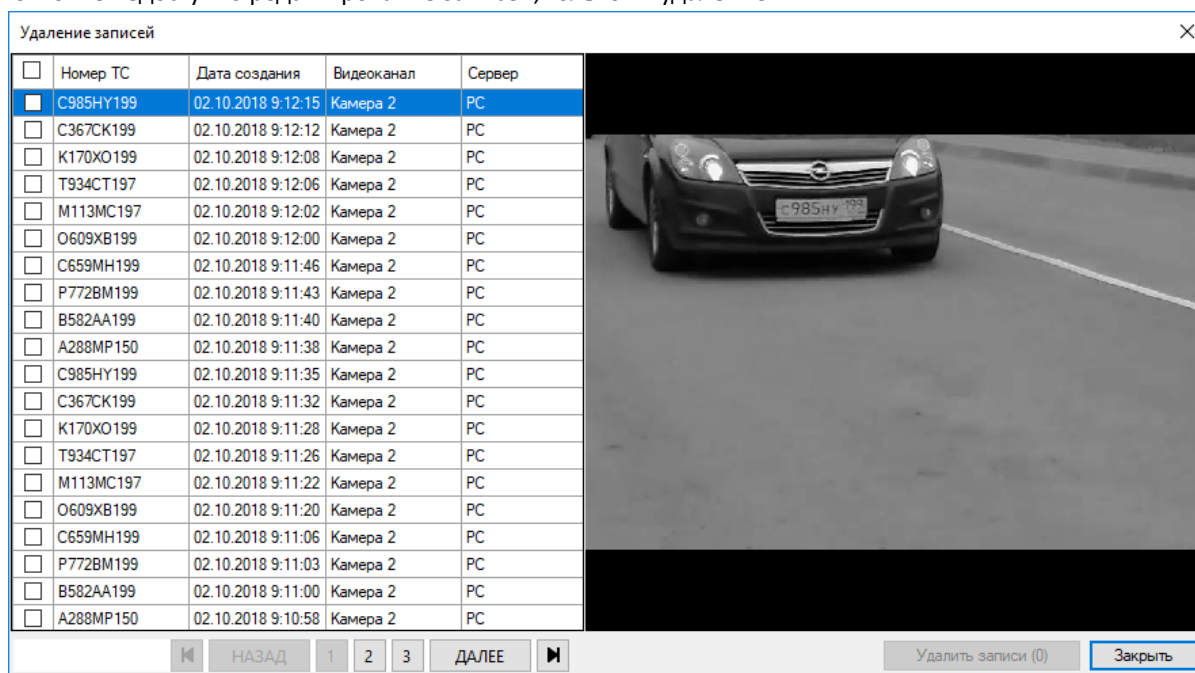 Удаление записей
Номер ТС Дата создания Видеоканал Сервер
C985HY199 02.10.2018 9:12:15 Камера 2 PC
C367CK199 02.10.2018 9:12:12 Камера 2 PC
K170XO199 02.10.2018 9:12:08 Камера 2 PC
T934CT197 02.10.2018 9:12:06 Камера 2 PC
M113MC197 02.10.2018 9:12:02 Камера 2 PC
O609XB199 02.10.2018 9:12:00 Камера 2 PC
C659MH199 02.10.2018 9:11:46 Камера 2 PC
P772BM199 02.10.2018 9:11:43 Камера 2 PC
B582AA199 02.10.2018 9:11:40 Камера 2 PC
A288MP150 02.10.2018 9:11:38 Камера 2 PC
C985HY199 02.10.2018 9:11:35 Камера 2 PC
C367CK199 02.10.2018 9:11:32 Камера 2 PC
K170XO199 02.10.2018 9:11:28 Камера 2 PC
T934CT197 02.10.2018 9:11:26 Камера 2 PC
M113MC197 02.10.2018 9:11:22 Камера 2 PC
O609XB199 02.10.2018 9:11:20 Камера 2 PC
C659MH199 02.10.2018 9:11:06 Камера 2 PC
P772BM199 02.10.2018 9:11:03 Камера 2 PC
B582AA199 02.10.2018 9:11:00 Камера 2 PC
A288MP150 02.10.2018 9:10:58 Камера 2 PC
с985ну 199
НАЗАД 1 2 3 ДАЛЕЕ
Удалить записи (0) Закрыть